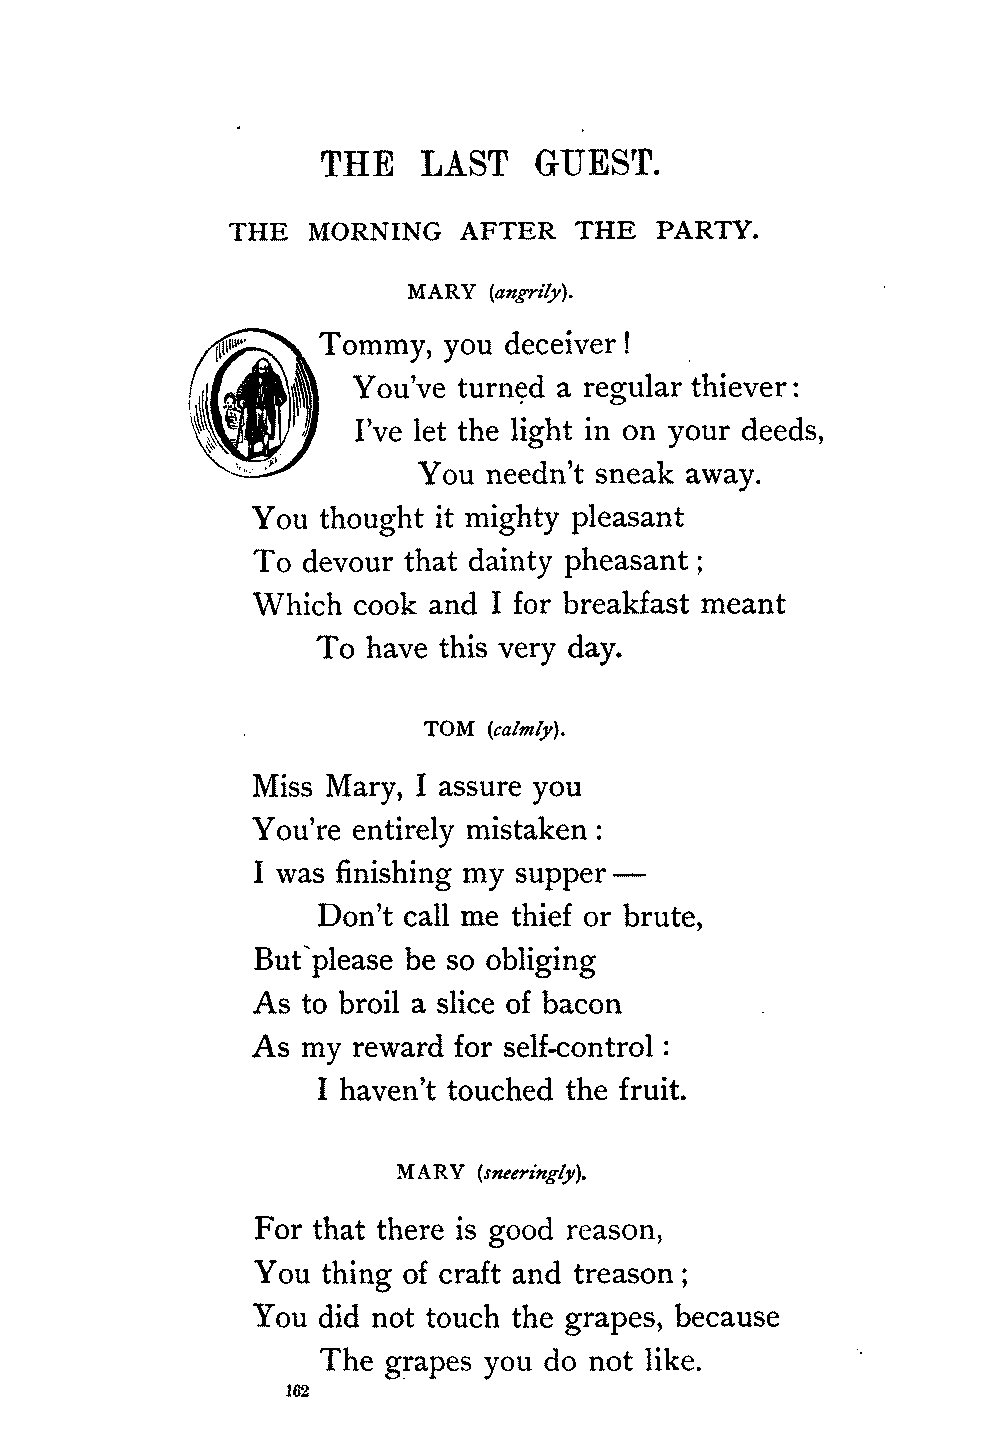 THE LAST GUEST.
THE MORNING AFTER THE PARTY.
MARY (angrily).
O Tommy, you deceiver!
You've turned a regular thiever:
I've let the light in on your deeds,
You needn't sneak away.
You thought it mighty pleasant
To devour that dainty pheasant;
Which cook and I for breakfast meant
To have this very day.
TOM (calmly).
Miss Mary, I assure you
You're entirely mistaken:
I was finishing my supper—
Don't call me thief or brute,
But please be so obliging
As to broil a slice of bacon
As my reward for self-control:
I haven't touched the fruit.
MARY (sneeringly).
For that there is good reason,
You thing of craft and treason;
You did not touch the grapes, because
The grapes you do not like.
162